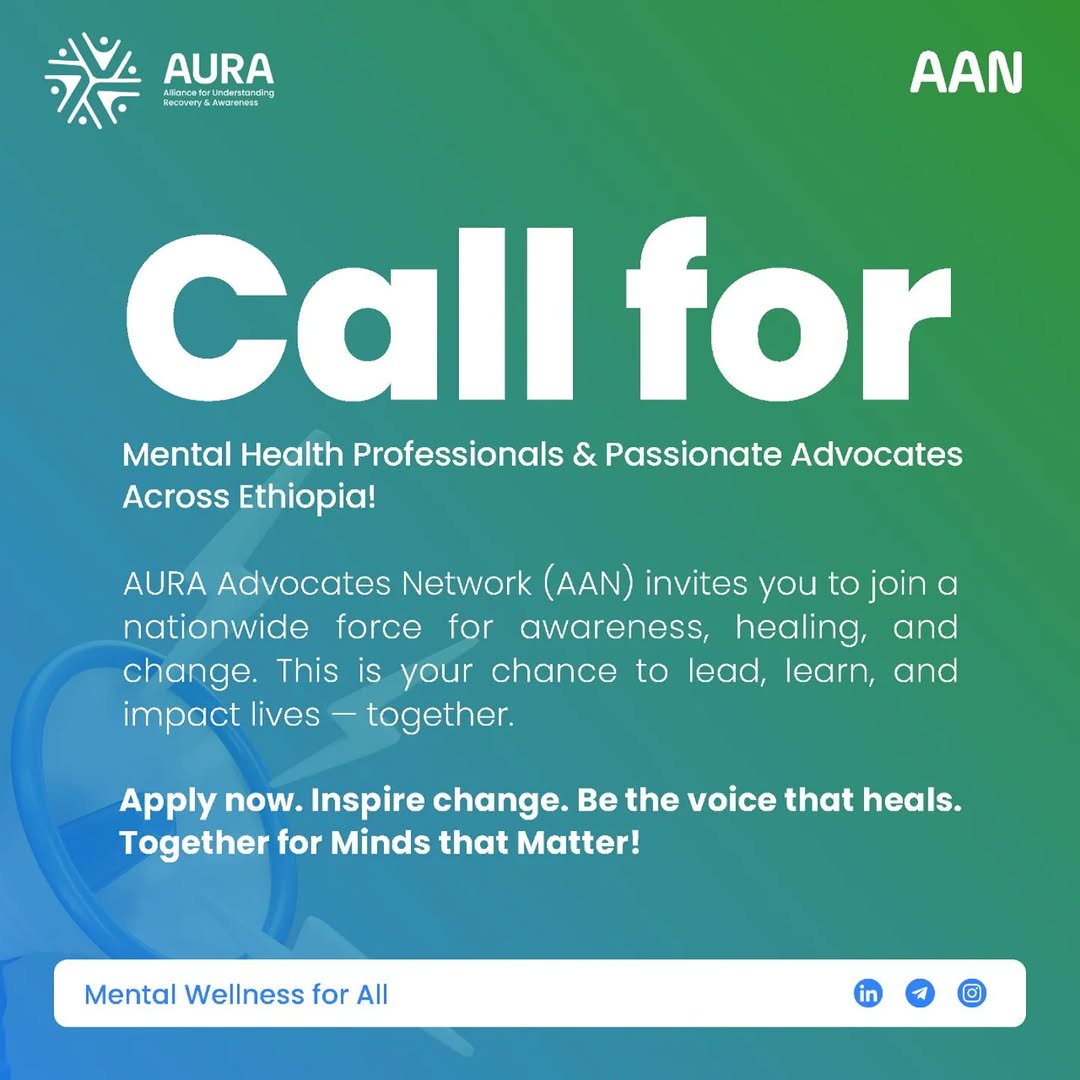 AURA
Alliance for Understanding
Recovery & Awareness
AAN
Call for
Mental Health Professionals & Passionate Advocates
Across Ethiopia!
AURA Advocates Network (AAN) invites you to join a
nationwide force for awareness, healing, and
change. This is your chance to lead, learn, and
impact lives — together.
Apply now. Inspire change. Be the voice that heals.
Together for Minds that Matter!
Mental Wellness for All
in